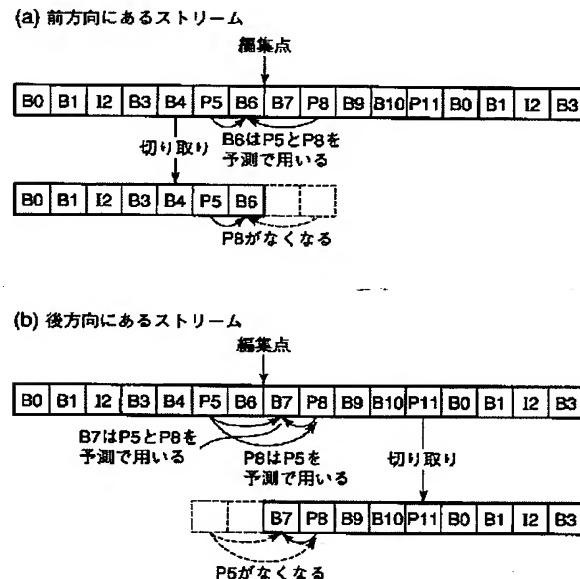 (a) 前方向にあるストリーム
編集点
B0 B1 I2 B3 B4 P5 B6 B7 P8 B9 B10 P11 B0 B1 I2 B3
切り取り
B6はP5とP8を
予測で用いる
B0 B1 I2 B3 B4 P5 B6
P8がなくなる
(b) 後方向にあるストリーム
編集点
B0 B1 I2 B3 B4 P5 B6 B7 P8 B9 B10 P11 B0 B1 I2 B3
B7はP5とP8を
予測で用いる
P8はP5を
予測で用いる
切り取り
B7 P8 B9 B10 P11 B0 B1 I2 B3
P5がなくなる